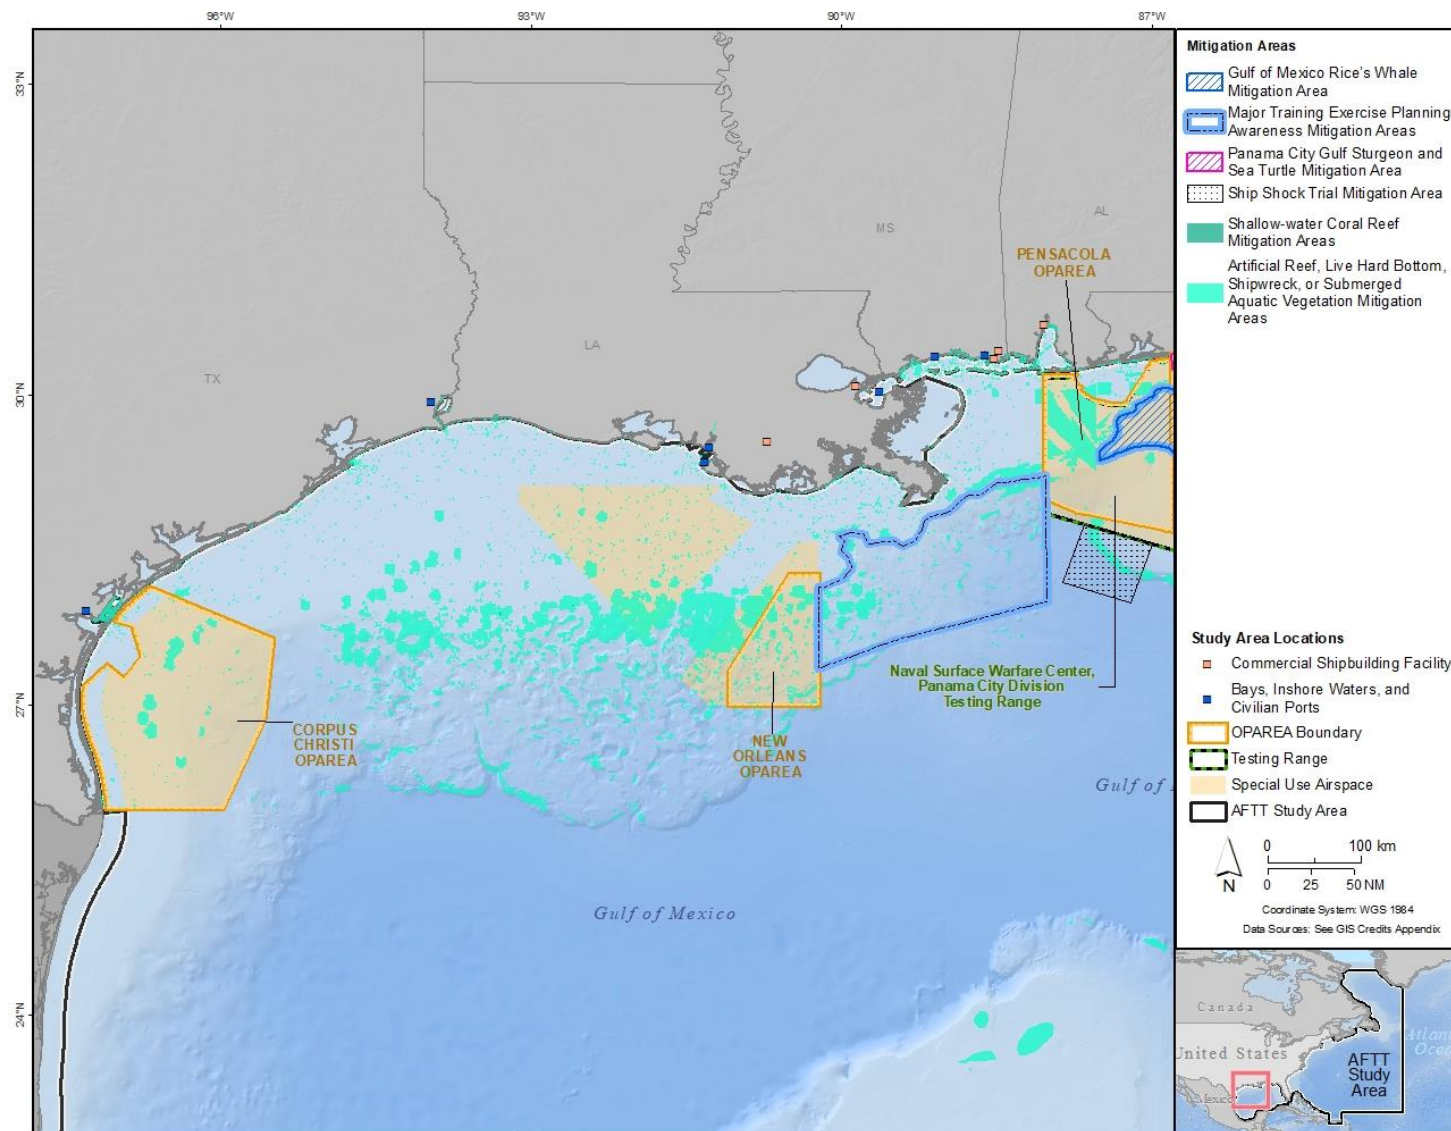 96°W
93°W
90°W
87°W
33°N
30°N
27°N
24°N
TX
LA
MS
AL
PENSACOLA
OPAREA
CORPUS
CHRISTI
OPAREA
NEW
ORLEANS
OPAREA
Naval Surface Warfare Center,
Panama City Division
Testing Range
Gulf of
Gulf of Mexico
Mitigation Areas
Gulf of Mexico Rice's Whale
Mitigation Area
Major Training Exercise Planning
Awareness Mitigation Areas
Panama City Gulf Sturgeon and
Sea Turtle Mitigation Area
Ship Shock Trial Mitigation Area
Shallow-water Coral Reef
Mitigation Areas
Artificial Reef, Live Hard Bottom,
Shipwreck, or Submerged
Aquatic Vegetation Mitigation
Areas
Study Area Locations
Commercial Shipbuilding Facility
Bays, Inshore Waters, and
Civilian Ports
OPAREA Boundary
Testing Range
Special Use Airspace
AFTT Study Area
N
0 100 km
0 25 50 NM
Coordinate System: WGS 1984
Data Sources: See GIS Credits Appendix
Canada
United States
Mexico
Atlantic
Ocea
AFTT
Study
Area